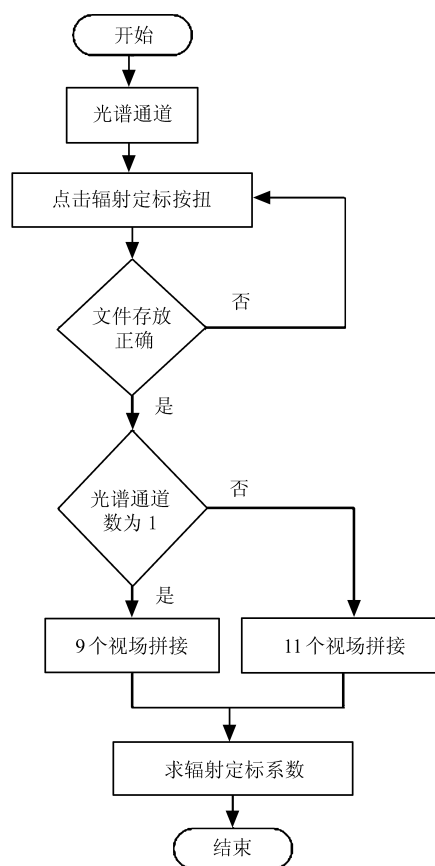 开始
光谱通道
点击辐射定标按扭
文件存放
正确
否
是
光谱通道
数为 1
否
是
9 个视场拼接
11 个视场拼接
求辐射定标系数
结束